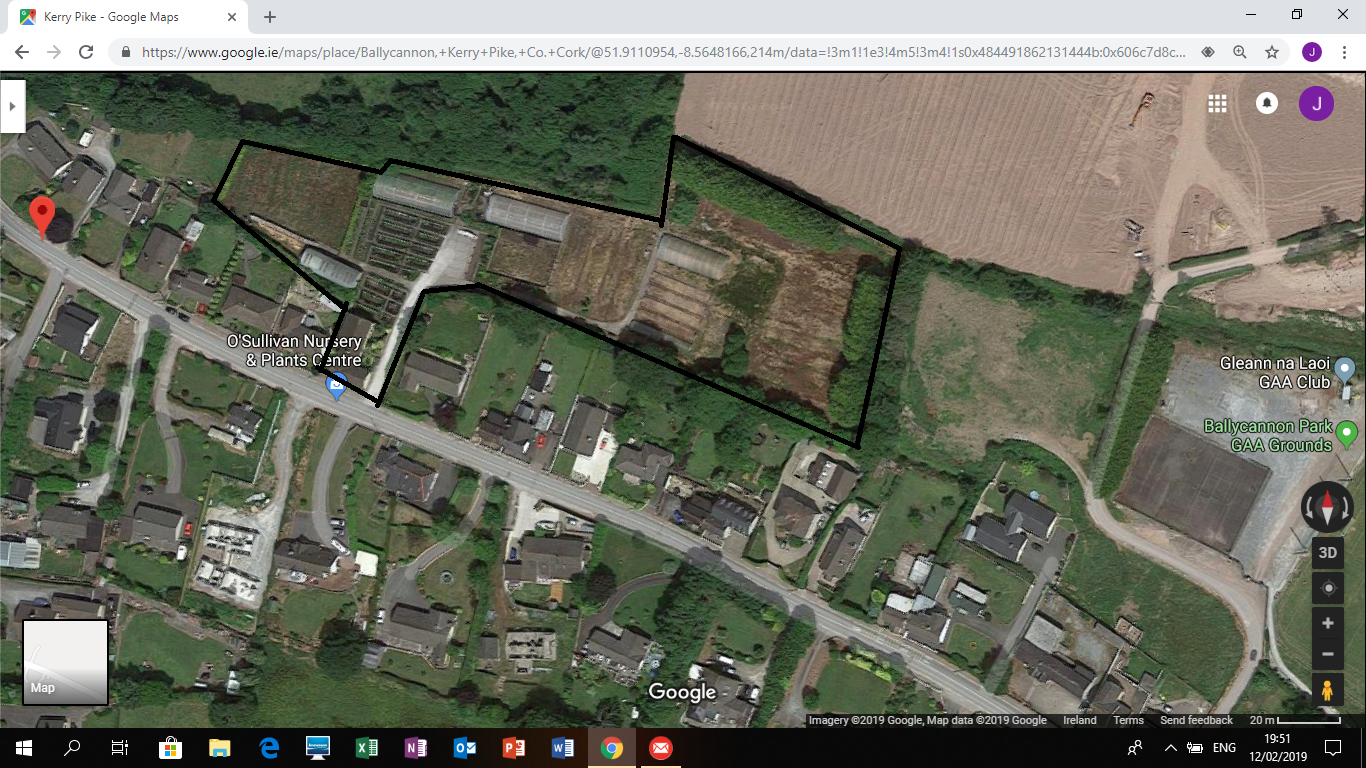 Kerry Pike - Google Maps
https://www.google.ie/maps/place/Ballycannon,+Kerry+Pike,+Co.+Cork/@51.9110954,-8.5648166,214m/data=!3m1!1e3!4m5!3m4!1s0x484491862131444b:0x606c7d8c...
J
J
O'Sullivan Nursery
& Plants Centre
Gleann na Laoi
GAA Club
Ballycannon Park
GAA Grounds
3D
Map
Google
Imagery ©2019 Google, Map data ©2019 Google Ireland Terms Send feedback 20 m
ENG
19:51
12/02/2019